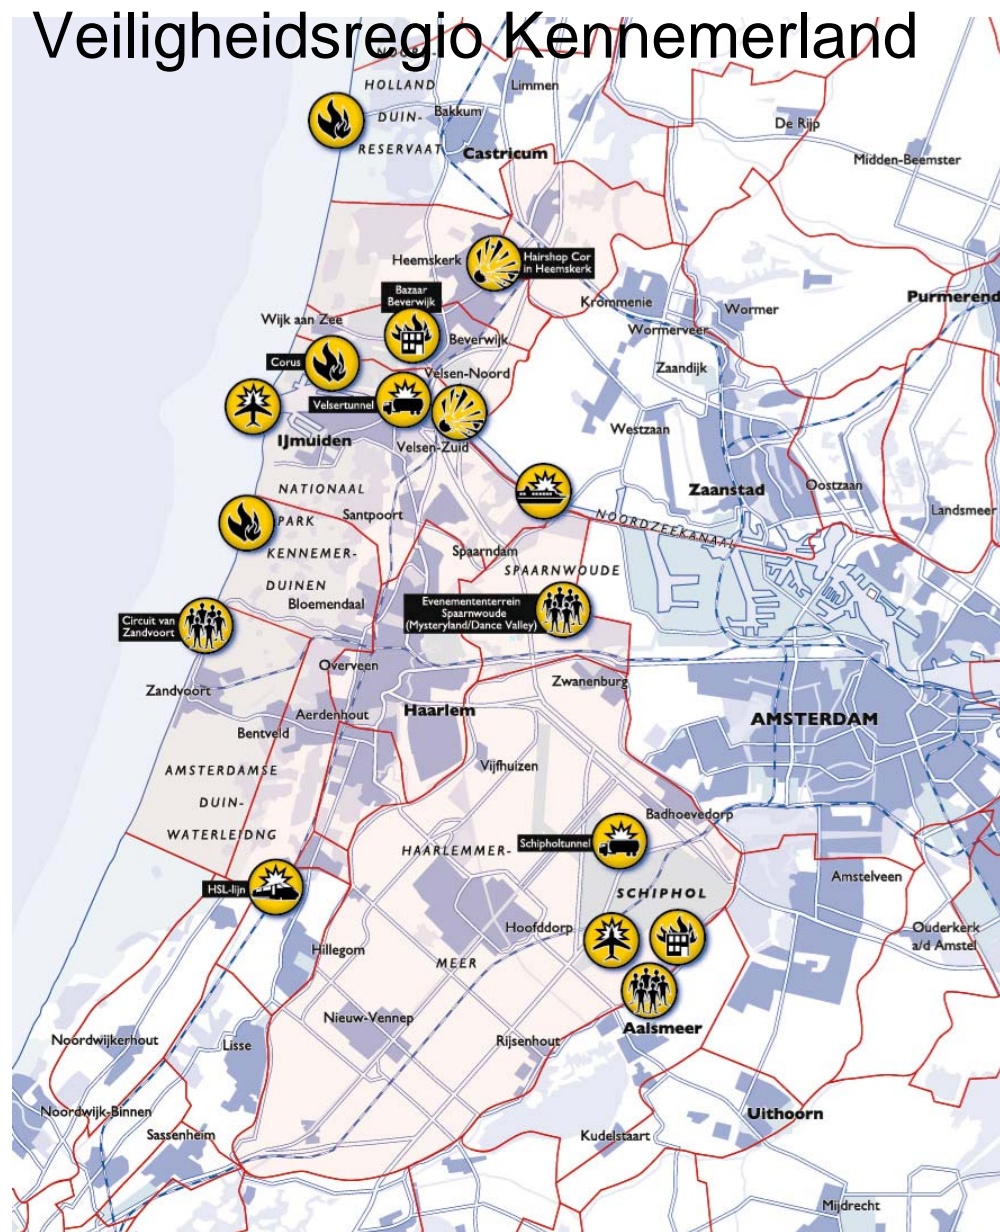 Veiligheidsregio Kennemerland
NOORD-
HOLLAND
DUIN-
RESERVAAT
Limmen
Bakkum
Castricum
De Rijp
Midden-Beemster
Heemskerk
Hairshop Cor
in Heemskerk
Bazaar
Beverwijk
Krommenie
Wormer
Purmerend
Wijk aan Zee
Beverwijk
Wormerveer
Corus
Velsen-Noord
Zaandijk
Velsertunnel
IJmuiden
Velsen-Zuid
Westzaan
NATIONAAL
PARK
KENNEMER-
DUINEN
Santpoort
Zaanstad
Oostzaan
Landsmeer
NOORDZEEKANAAL
Spaarndam
SPAARNWOUDE
Bloemendaal
Evenemententerrein
Spaarnwoude
(Mysteryland/Dance Valley)
Circuit van
Zandvoort
Overveen
Zwanenburg
Zandvoort
Aerdenhout
Haarlem
AMSTERDAM
Bentveld
Vijfhuizen
AMSTERDAMSE
DUIN-
WATERLEIDNG
Badhoevedorp
HAARLEMMER-
MEER
Schipholtunnel
SCHIPHOL
Amstelveen
HSL-lijn
Hoofddorp
Ouderkerk
a/d Amstel
Hillegom
Nieuw-Vennep
Aalsmeer
Rijsenhout
Noordwijkerhout
Lisse
Noordwijk-Binnen
Sassenheim
Kudelstaart
Uithoorn
Mijdrecht